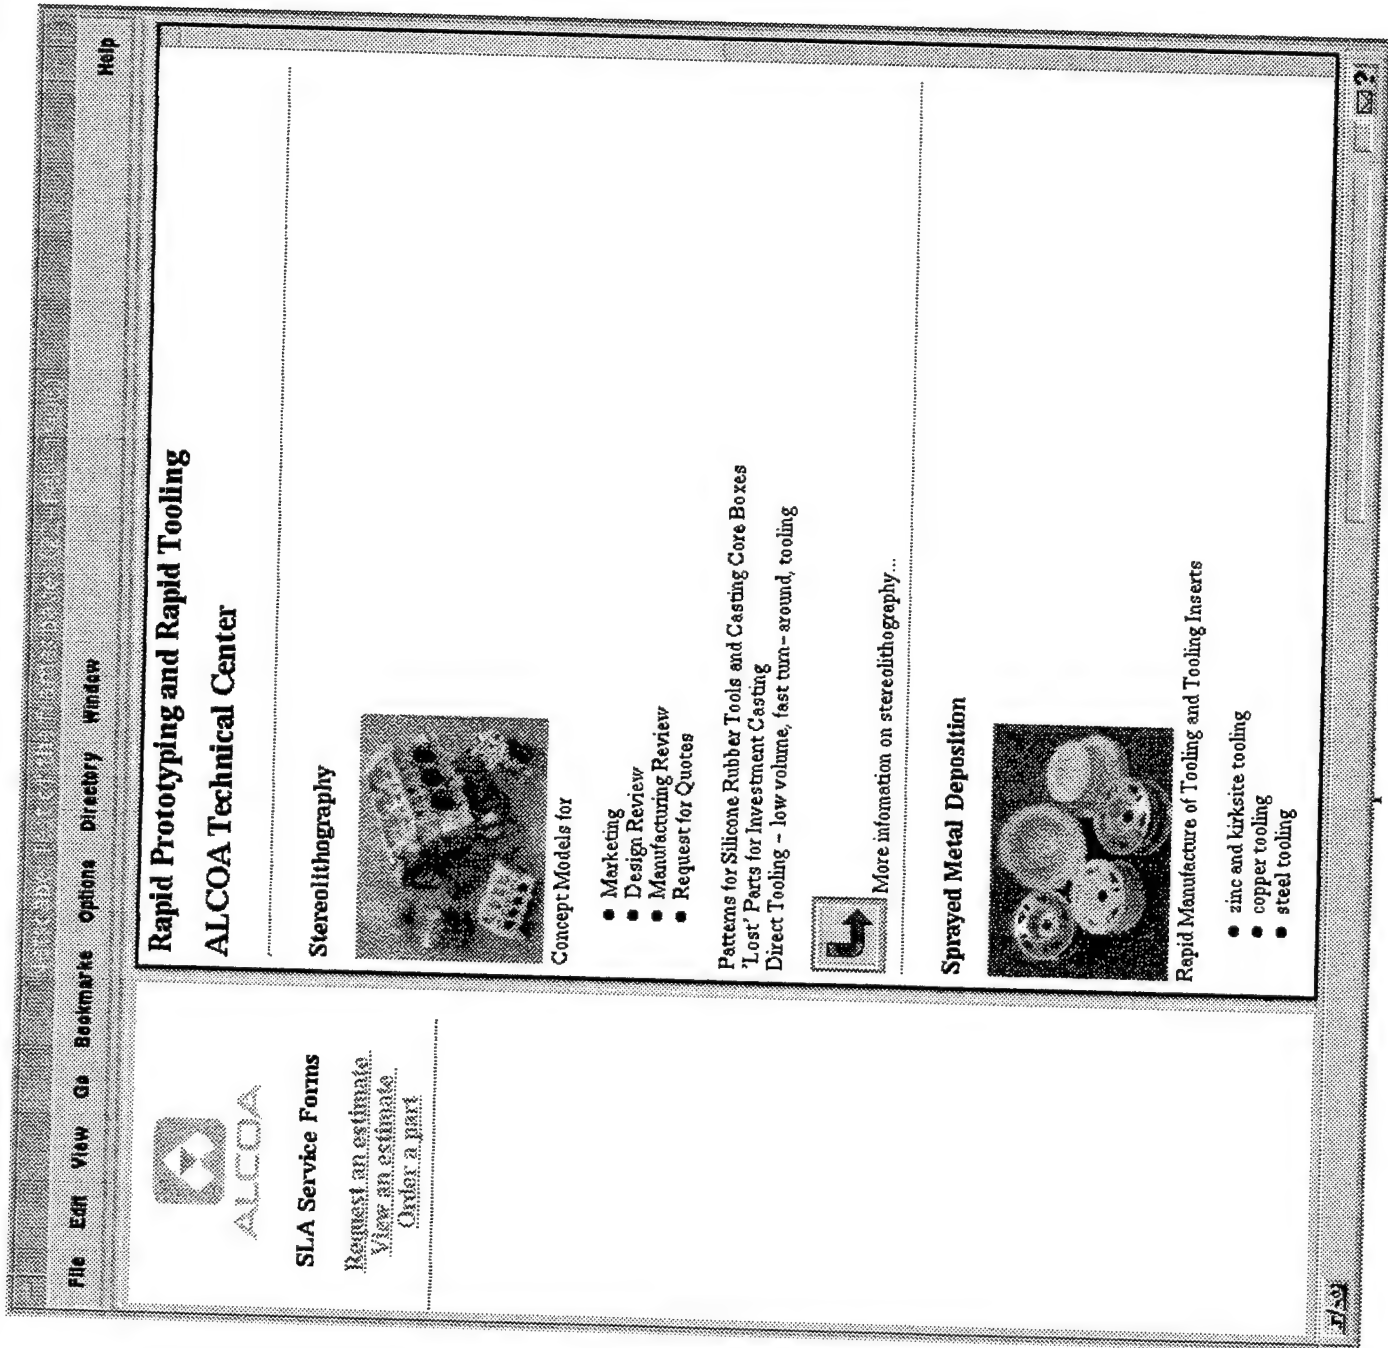 File Edit View Go Bookmarks Options Directory Window Help
ALCOA
SLA Service Forms
Request an estimate
View an estimate
Order a part
Rapid Prototyping and Rapid Tooling
ALCOA Technical Center
Stereolithography
Concept Models for
● Marketing
● Design Review
● Manufacturing Review
● Request for Quotes
Patterns for Silicone Rubber Tools and Casting Core Boxes
'Lost' Parts for Investment Casting
Direct Tooling - low volume, fast turn-around, tooling
More infomation on stereolithography...
Sprayed Metal Deposition
Rapid Manufacture of Tooling and Tooling Inserts
● zinc and kirksite tooling
● copper tooling
● steel tooling
?